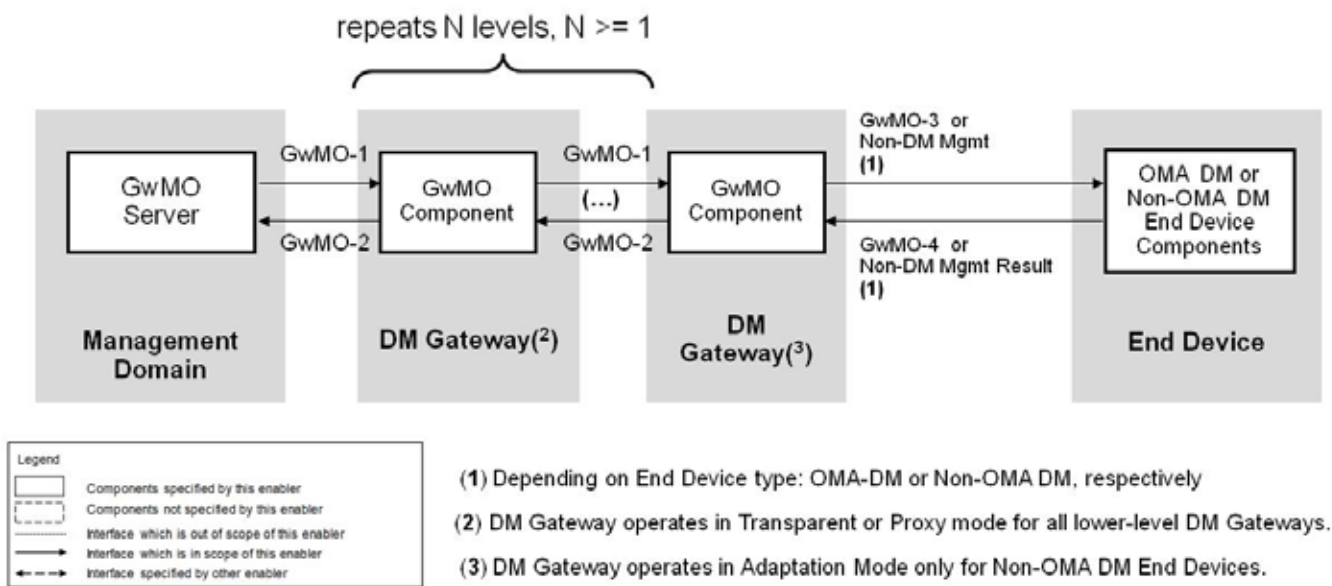 repeats N levels, N >= 1
GwMO-1
GwMO-1
GwMO-3 or
Non-DM Mgmt
(1)
GwMO
Server
GwMO
Component
(...)
GwMO
Component
OMA DM or
Non-OMA DM
End Device
Components
GwMO-2
GwMO-2
GwMO-4 or
Non-DM Mgmt Result
(1)
Management
Domain
DM Gateway(2)
DM
Gateway(3)
End Device
Legend
Components specified by this enabler
Components not specified by this enabler
Interface which is out of scope of this enabler
Interface which is in scope of this enabler
Interface specified by other enabler
(1) Depending on End Device type: OMA-DM or Non-OMA DM, respectively
(2) DM Gateway operates in Transparent or Proxy mode for all lower-level DM Gateways.
(3) DM Gateway operates in Adaptation Mode only for Non-OMA DM End Devices.